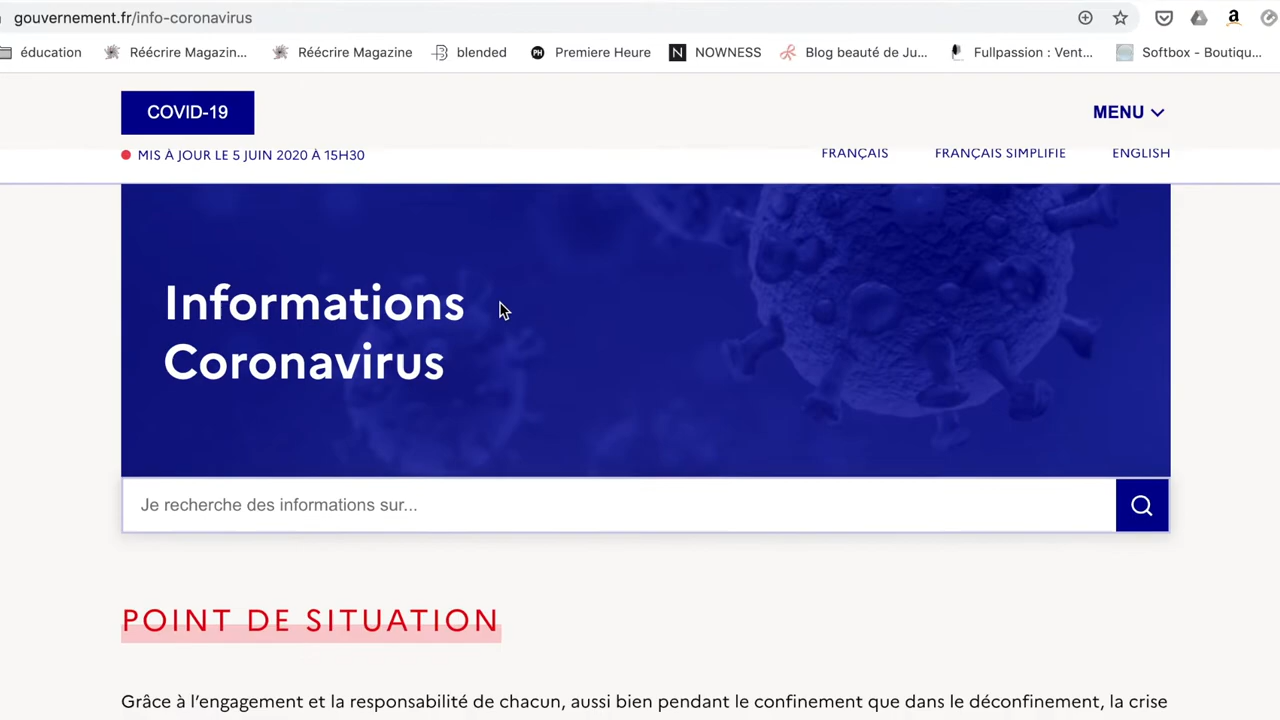 gouvernement.fr/info-coronavirus
éducation
Réécrire Magazin...
Réécrire Magazine
blended
PH
Premiere Heure
N
NOWNESS
Blog beauté de Ju...
Fullpassion : Vent...
Softbox - Boutiqu...
COVID-19
MENU
MIS À JOUR LE 5 JUIN 2020 À 15H30
FRANÇAIS
FRANÇAIS SIMPLIFIE
ENGLISH
Informations
Coronavirus
Je recherche des informations sur...
POINT DE SITUATION
Grâce à l’engagement et la responsabilité de chacun, aussi bien pendant le confinement que dans le déconfinement, la crise